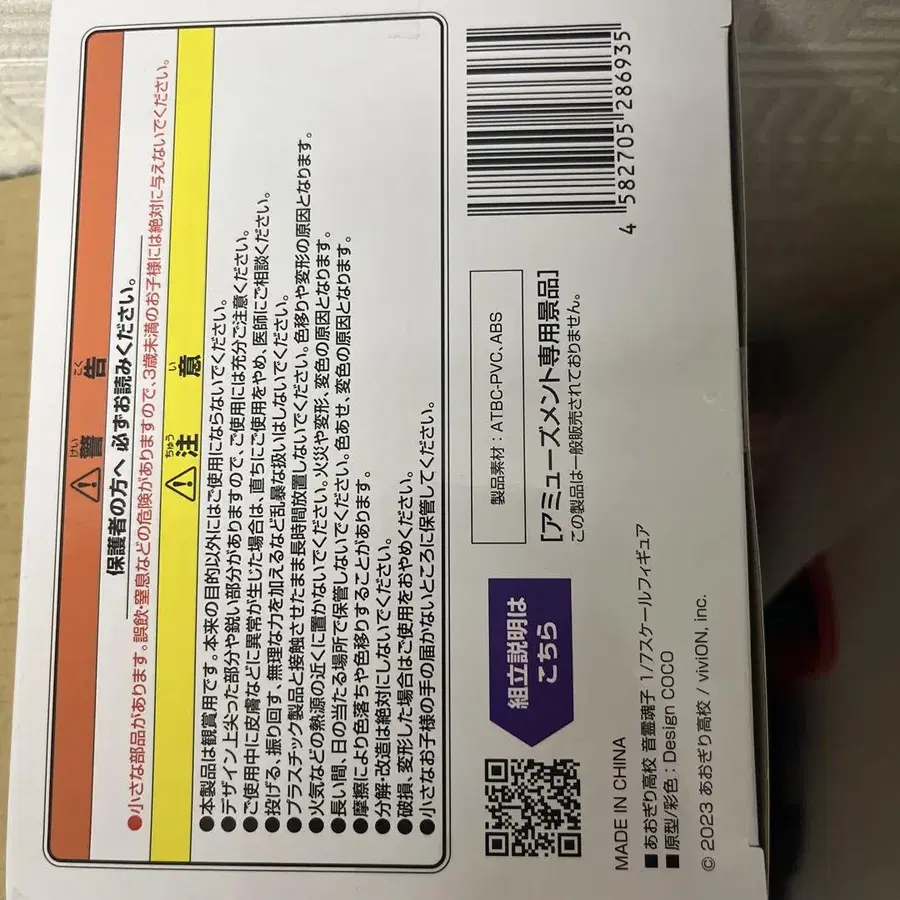 警告
けい こく
保護者の方へ 必ずお読みください。
●小さな部品があります。誤飲・窒息などの危険がありますので、3歳未満のお子様には絶対に与えないでください。
注意
ちゅう い
●本製品は観賞用です。本来の目的以外にはご使用にならないでください。
●デザイン上尖った部分や鋭い部分がありますので、ご使用には充分ご注意ください。
●ご使用中に皮膚などに異常が生じた場合は、直ちにご使用をやめ、医師にご相談ください。
●投げる、振り回す、無理な力を加えるなど乱暴な扱いはしないでください。
●プラスチック製品と接触させたまま長時間放置しないでください。色移りや変形の原因となります。
●火気などの熱源の近くに置かないでください。火災や変形、変色の原因となります。
●長い間、日の当たる場所で保管しないでください。色あせ、変色の原因となります。
●摩擦により色落ちや色移りすることがあります。
●分解・改造は絶対にしないでください。
●破損、変形した場合はご使用をおやめください。
●小さなお子様の手の届かないところに保管してください。
4 582705 286935
製品素材：ATBC-PVC、ABS
[アミューズメント専用景品]
この製品は一般販売されておりません。
組立説明は
こちら
MADE IN CHINA
■あおぎり高校 音霊魂子 1/7スケールフィギュア
■原型/彩色：Design COCO
© 2023 あおぎり高校 / viviON, inc.